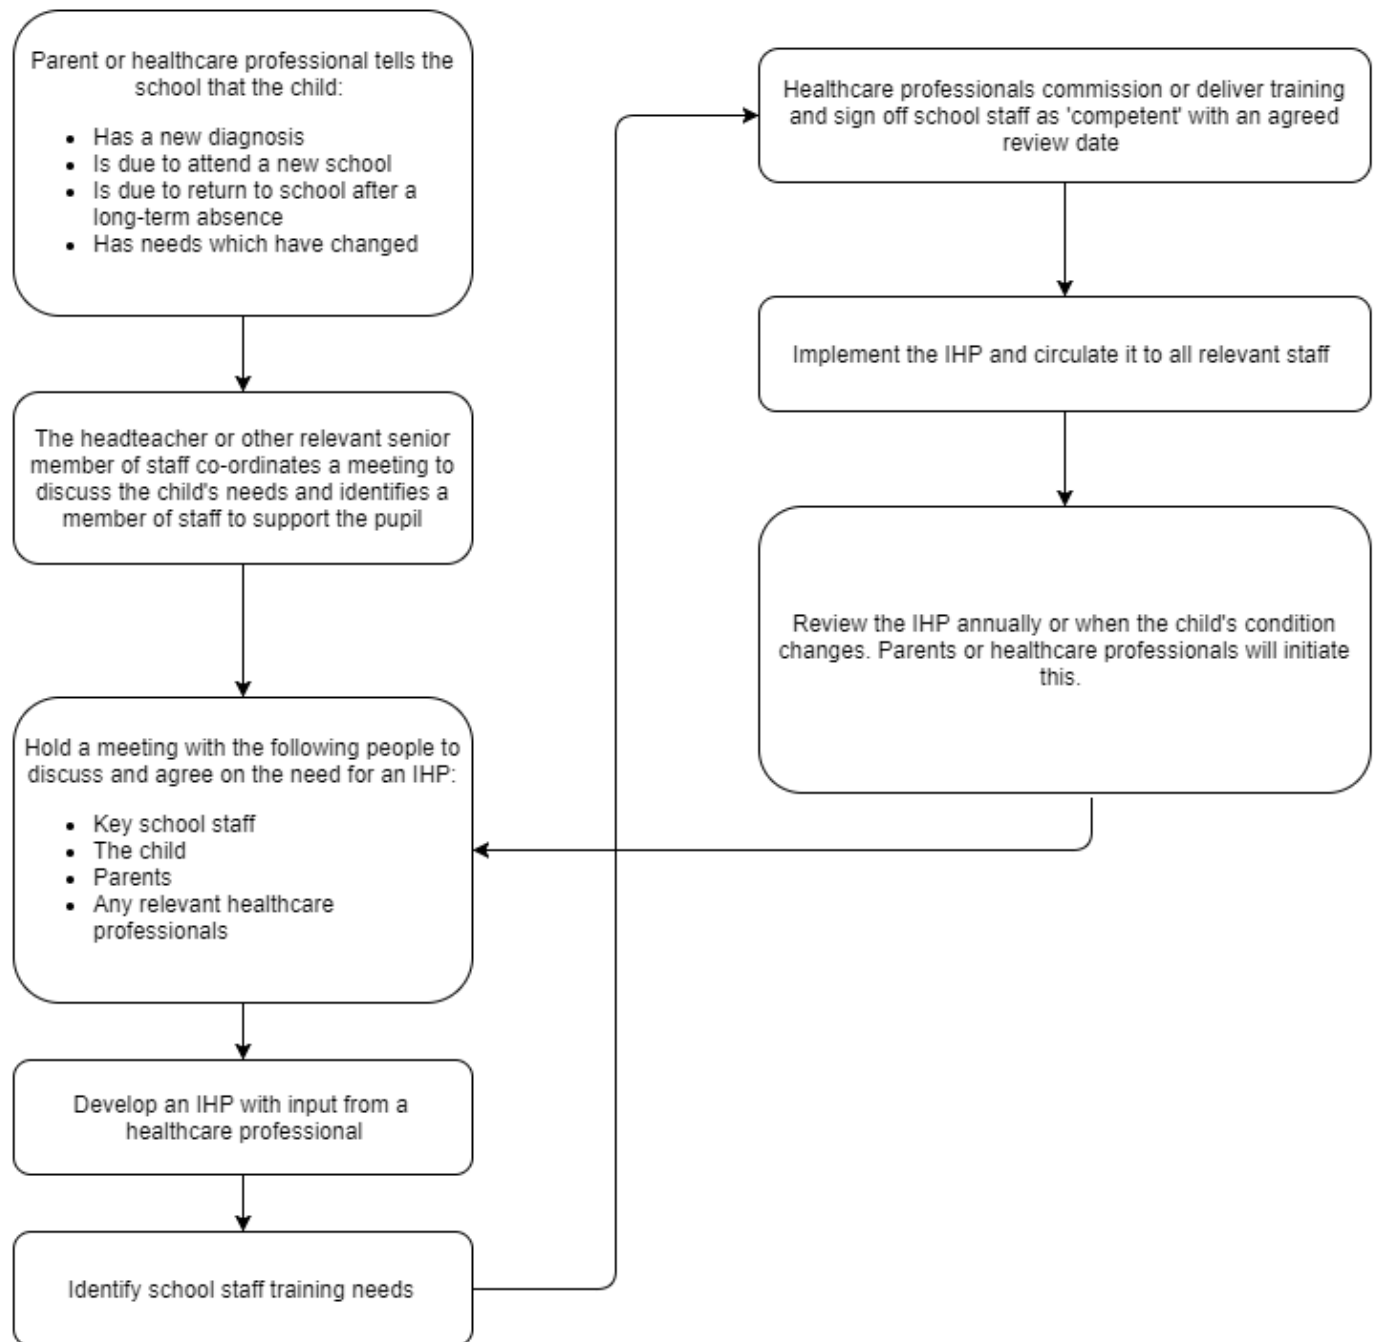 Parent or healthcare professional tells the
school that the child:
• Has a new diagnosis
• Is due to attend a new school
• Is due to return to school after a
long-term absence
• Has needs which have changed
The headteacher or other relevant senior
member of staff co-ordinates a meeting to
discuss the child's needs and identifies a
member of staff to support the pupil
Hold a meeting with the following people to
discuss and agree on the need for an IHP:
• Key school staff
• The child
• Parents
• Any relevant healthcare
professionals
Develop an IHP with input from a
healthcare professional
Identify school staff training needs
Healthcare professionals commission or deliver training
and sign off school staff as 'competent' with an agreed
review date
Implement the IHP and circulate it to all relevant staff
Review the IHP annually or when the child's condition
changes. Parents or healthcare professionals will initiate
this.